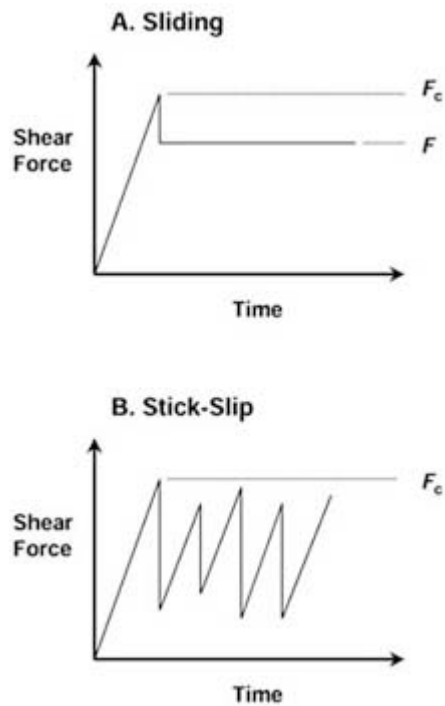 A. Sliding
Fc
Shear
Force
F
Time
B. Stick-Slip
Fc
Shear
Force
Time